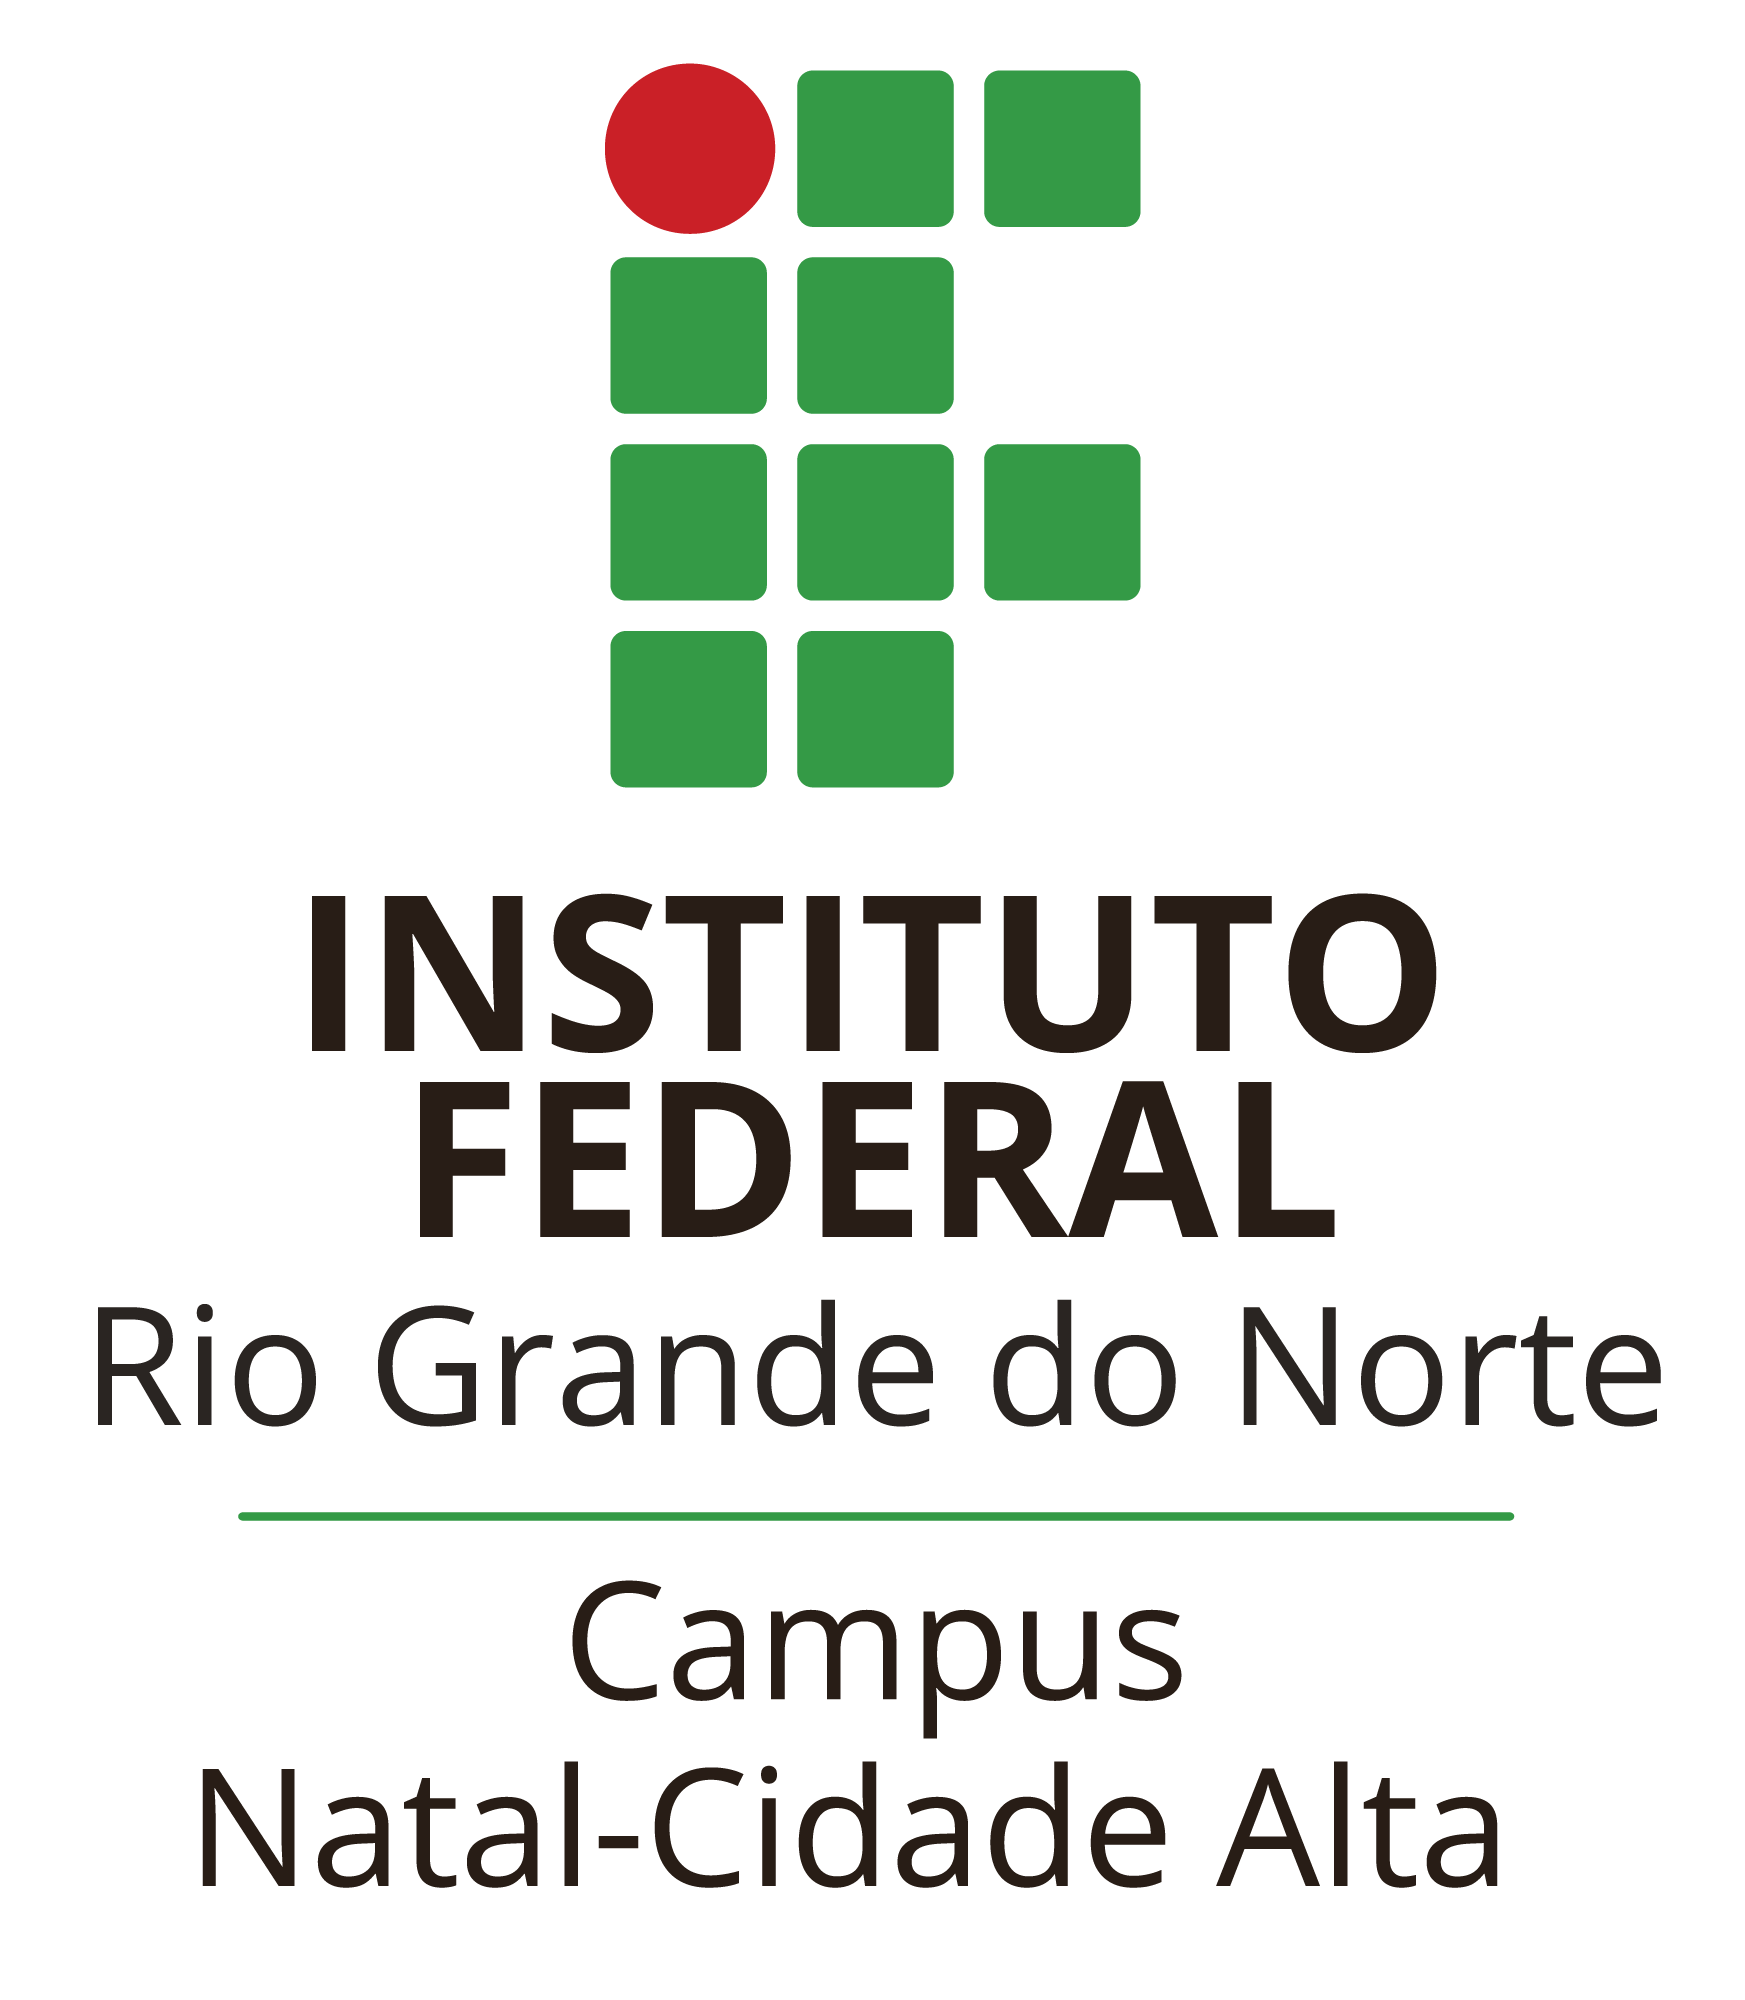 INSTITUTO
FEDERAL
Rio Grande do Norte
Campus
Natal-Cidade Alta